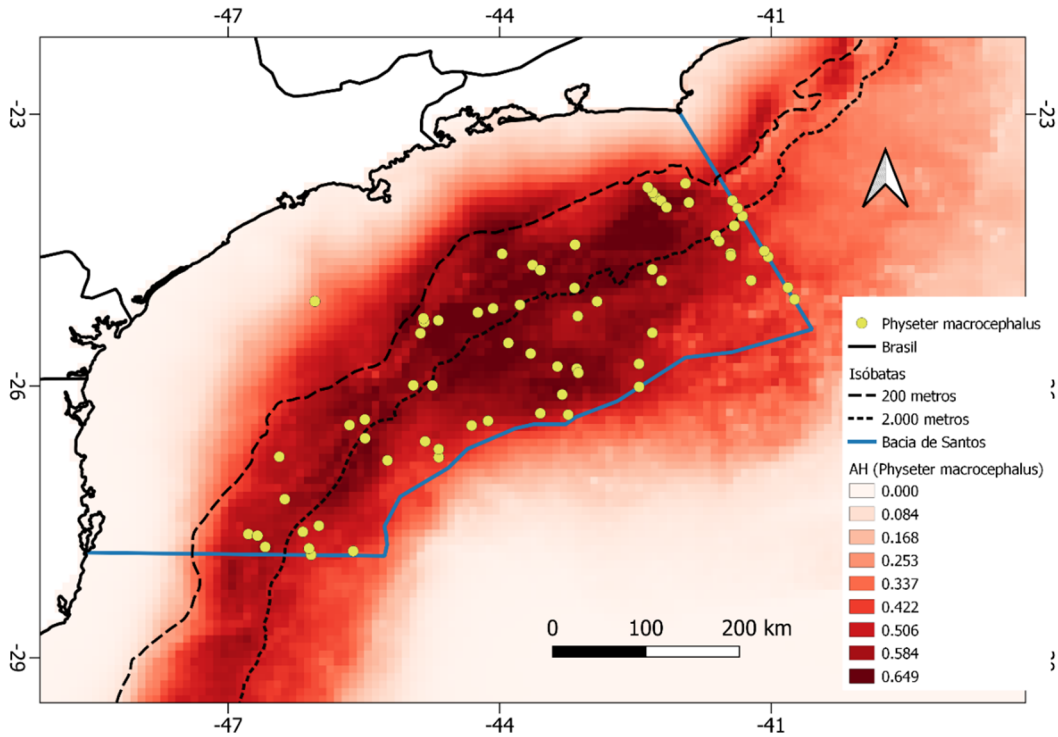 -47 -44 -41
-23 -23
-26
-29
Physeter macrocephalus
Brasil
Isóbatas
200 metros
2.000 metros
Bacia de Santos
AH (Physeter macrocephalus)
0.000
0.084
0.168
0.253
0.337
0.422
0.506
0.584
0.649
0 100 200 km
-47 -44 -41